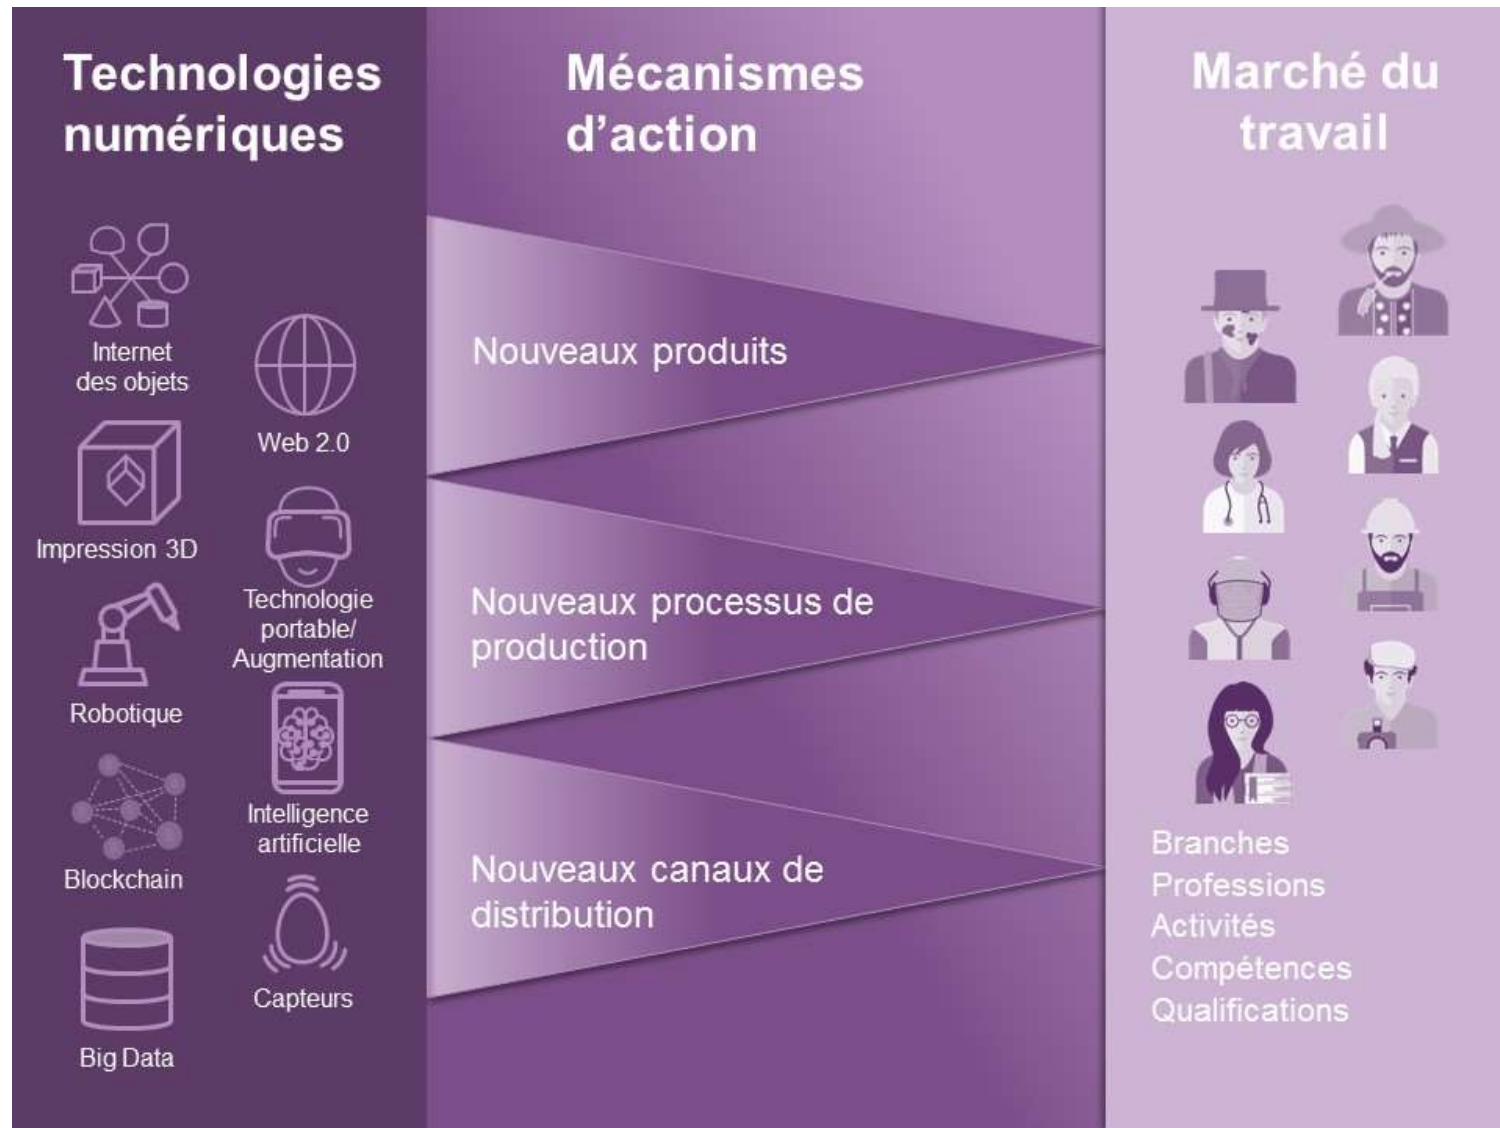 Technologies
numériques
Internet
des objets
Web 2.0
Impression 3D
Technologie
portable/
Augmentation
Robotique
Intelligence
artificielle
Blockchain
Capteurs
Big Data
Mécanismes
d’action
Nouveaux produits
Nouveaux processus de
production
Nouveaux canaux de
distribution
Marché du
travail
Branches
Professions
Activités
Compétences
Qualifications